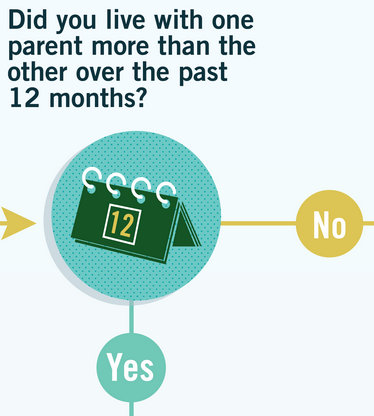 Did you live with one
parent more than the
other over the past
12 months?
12
No
Yes